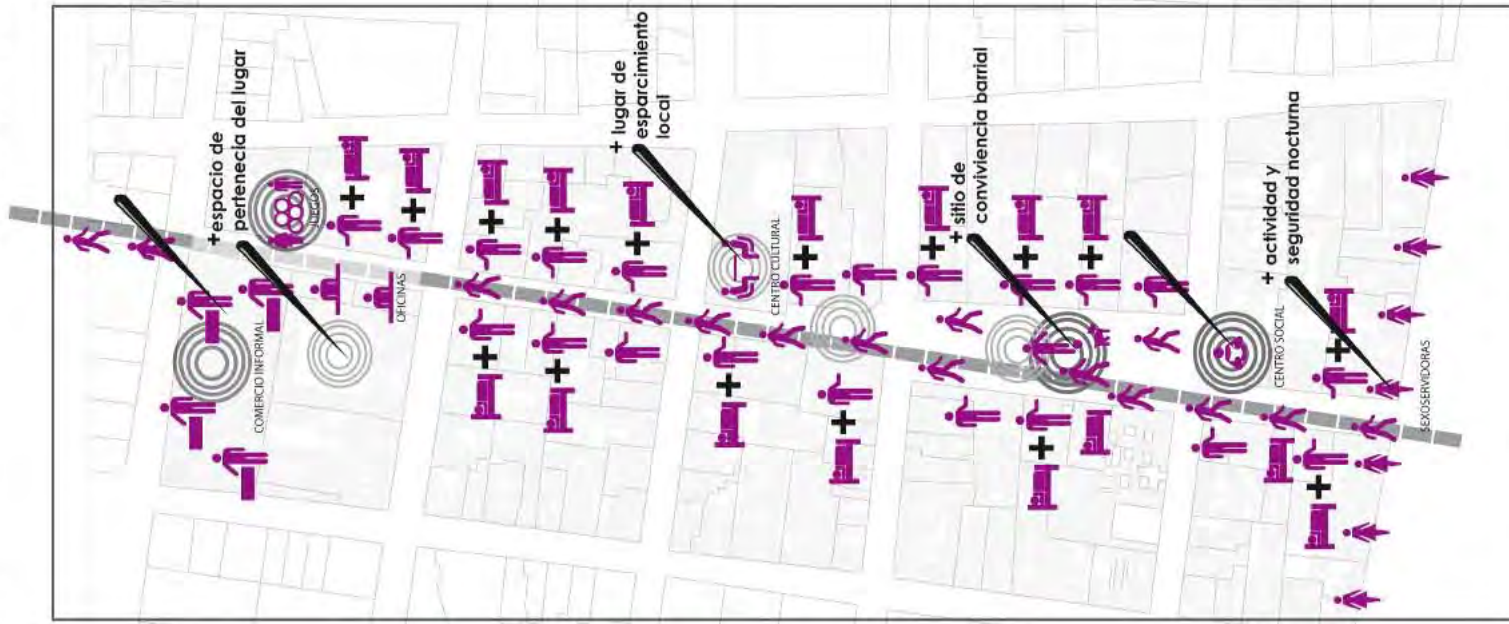 +espacio de
pertenecia del lugar
JUEGOS
COMERCIO INFORMAL
OFICINAS
+ lugar de
esparcimiento
local
CENTRO CULTURAL
+ sitio de
conviviencia barrial
CENTRO SOCIAL
+ actividad y
seguridad nocturna
SEXOSERVIDORAS